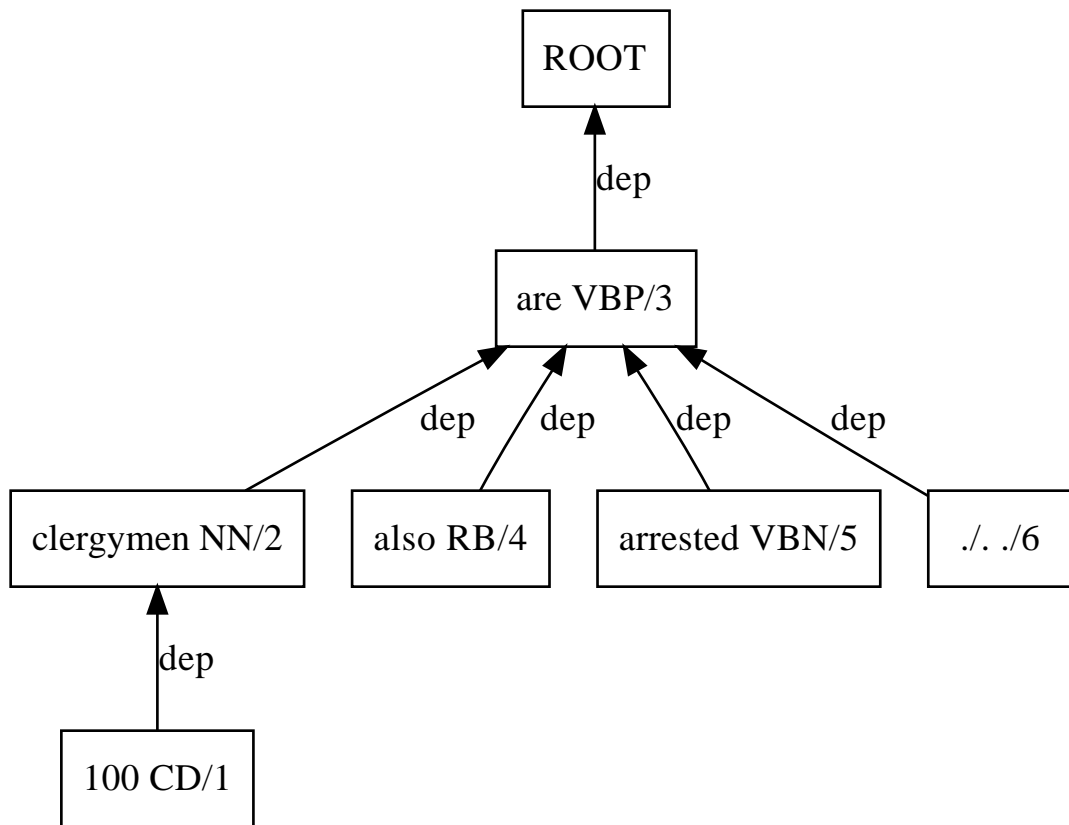 ROOT
dep
are VBP/3
dep dep dep dep
clergymen NN/2 also RB/4 arrested VBN/5 ./. ./6
dep
100 CD/1